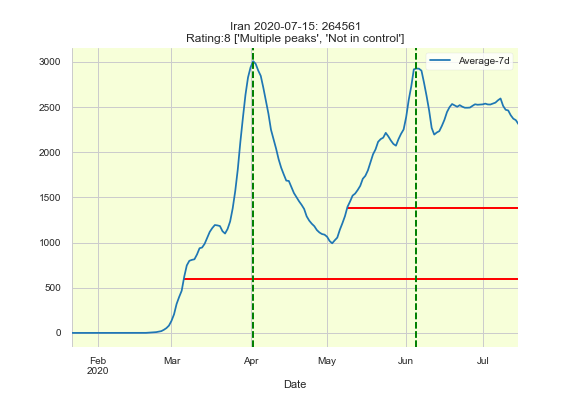 Iran 2020-07-15: 264561
Rating:8 ['Multiple peaks', 'Not in control']
Average-7d
3000
2500
2000
1500
1000
500
0
Feb Mar Apr May Jun Jul
2020
Date